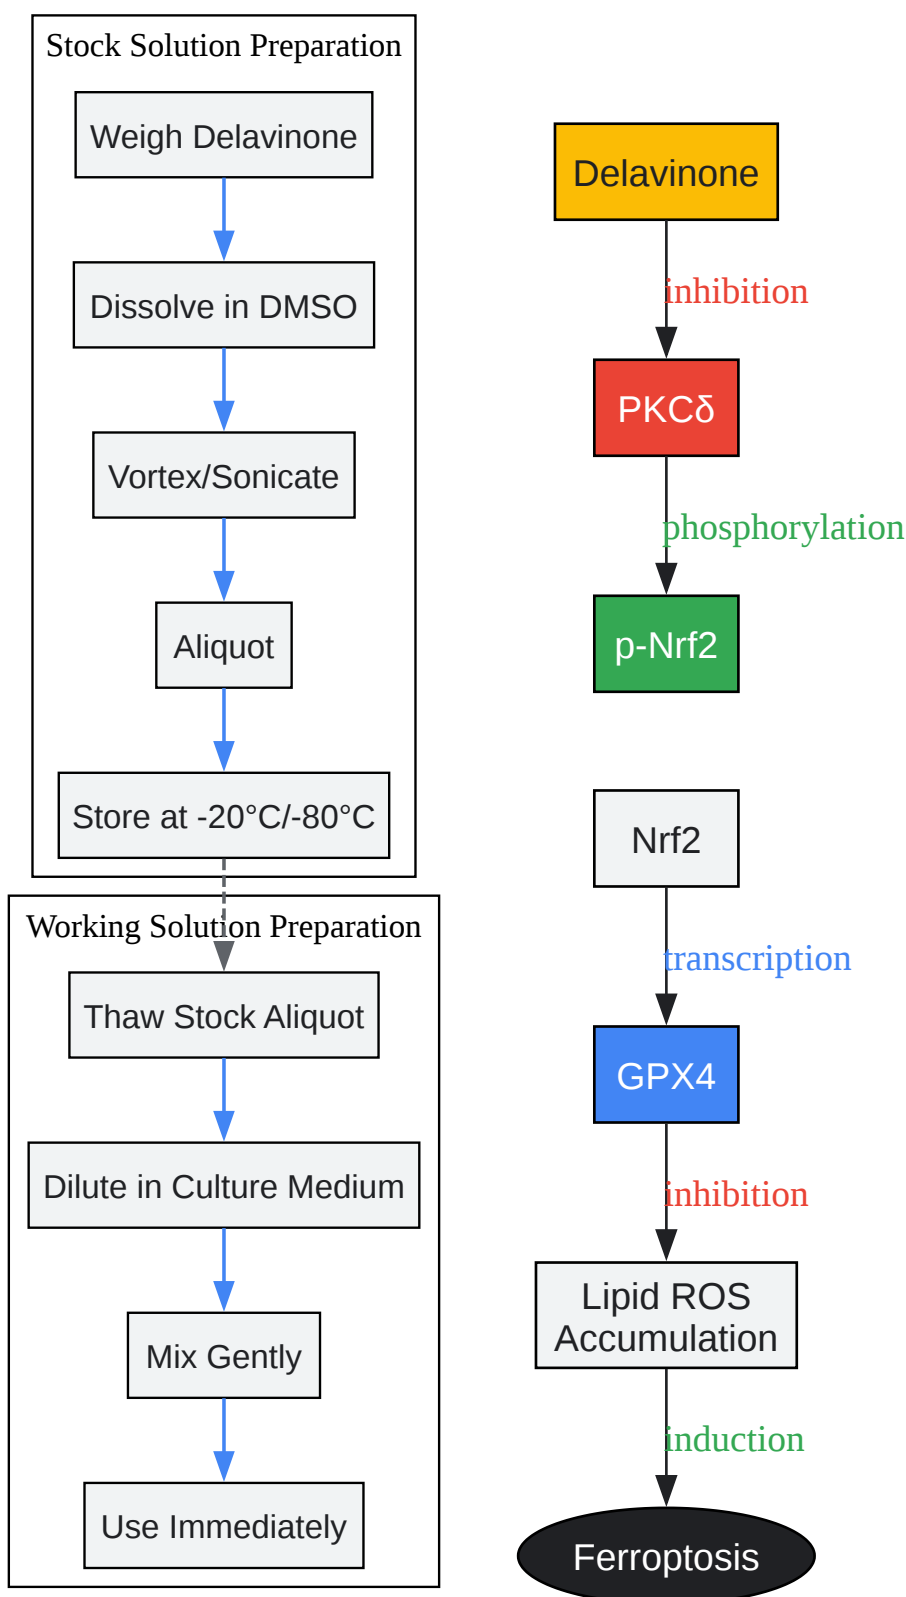 Stock Solution Preparation
Weigh Delavinone
Dissolve in DMSO
Vortex/Sonicate
Aliquot
Store at -20°C/-80°C
Working Solution Preparation
Thaw Stock Aliquot
Dilute in Culture Medium
Mix Gently
Use Immediately
Delavinone
inhibition
PKCδ
phosphorylation
p-Nrf2
Nrf2
transcription
GPX4
inhibition
Lipid ROS
Accumulation
induction
Ferroptosis